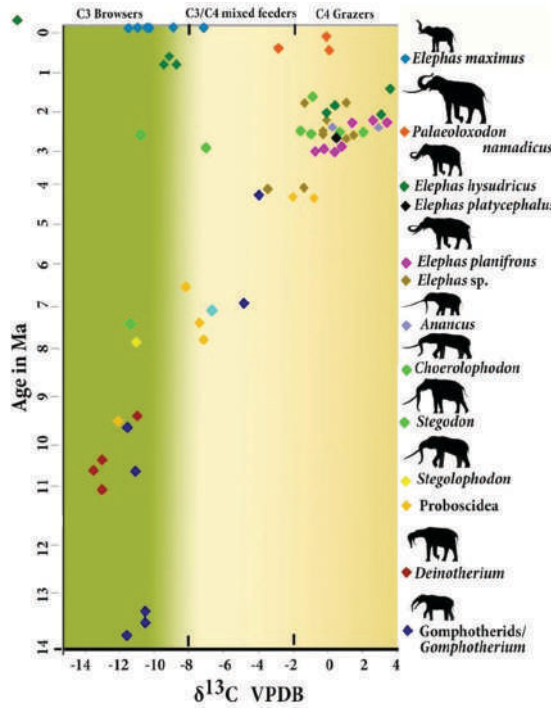 C3 Browsers
C3/C4 mixed feeders
C4 Grazers
Age in Ma
0
1
2
3
4
5
6
7
8
9
10
11
12
13
14
-14
-12
-10
-8
-6
-4
-2
0
2
4
δ¹³C VPDB
Elephas maximus
Palaeoloxodon
namadicus
Elephas hysudricus
Elephas platycephalus
Elephas planifrons
Elephas sp.
Anancus
Choerolophodon
Stegodon
Stegolophodon
Proboscidea
Deinotherium
Gomphotherids/
Gomphotherium